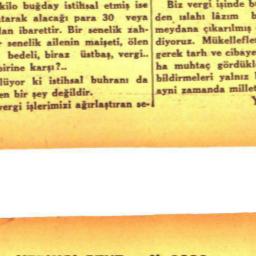 kilo buğday istihsal etmiş ise
tarak alacağı para 30 veya
dan ibarettir. Bir senelik zah-
senelik ailenin maişeti, ölen
bedeli, biraz üstbaş, vergi..
birine karşı?..
lüyor ki istihsal buhranı da
en bir şey değildir.
vergi işlerimizi ağırlaştıran se-
Biz vergi işinde b
den ıslahı lâzım b
meydana çıkarılmış
diyoruz. Mükellefle
gerek tarh ve cibaye
ha muhtaç gördükl
bildirmeleri yalnız
ayni zamanda millet
Y